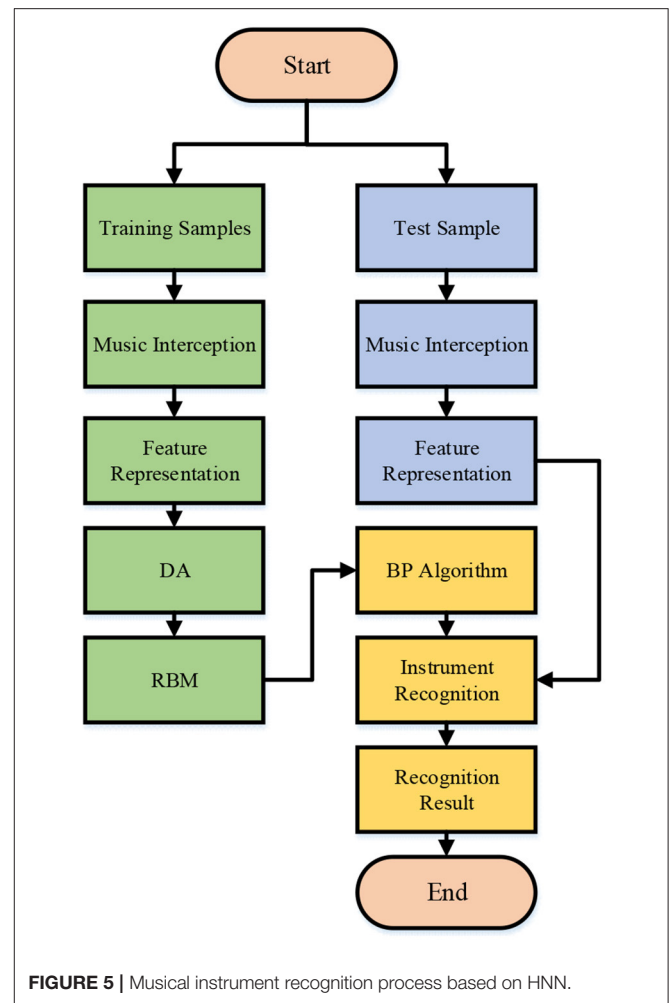 Start
Training Samples
Music Interception
Feature
Representation
DA
RBM
Test Sample
Music Interception
Feature
Representation
BP Algorithm
Instrument
Recognition
Recognition
Result
End
FIGURE 5 | Musical instrument recognition process based on HNN.